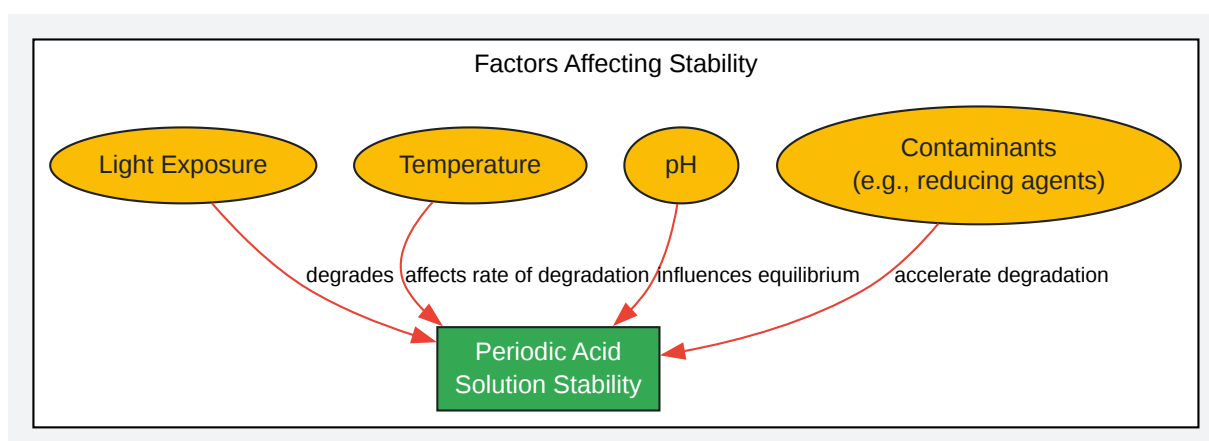 Factors Affecting Stability
Light Exposure
Temperature
pH
Contaminants
(e.g., reducing agents)
degrades
affects rate of degradation
influences equilibrium
accelerate degradation
Periodic Acid
Solution Stability